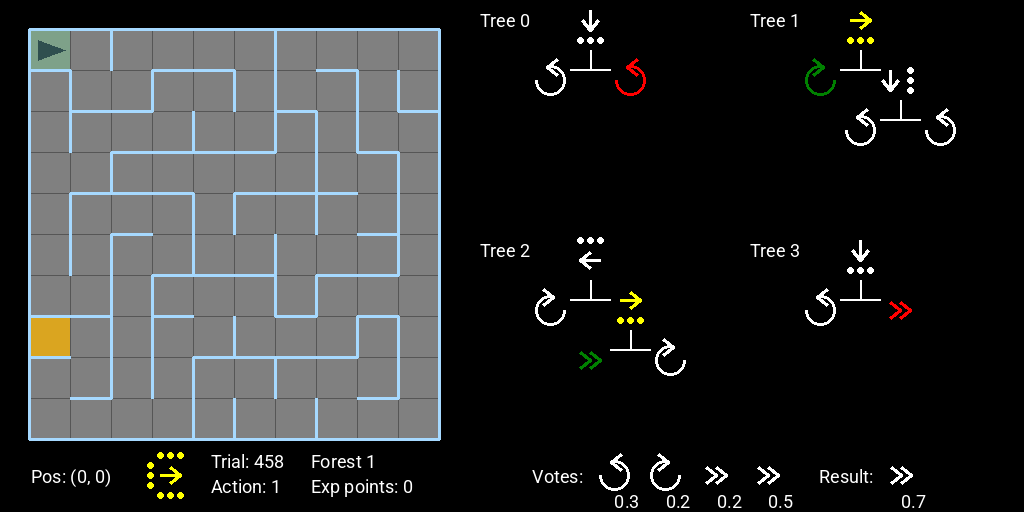 Tree 0
Tree 1
Tree 2
Tree 3
Pos: (0, 0)
Trial: 458
Forest 1
Action: 1
Exp points: 0
Votes:
0.3
0.2
0.2
0.5
Result:
0.7